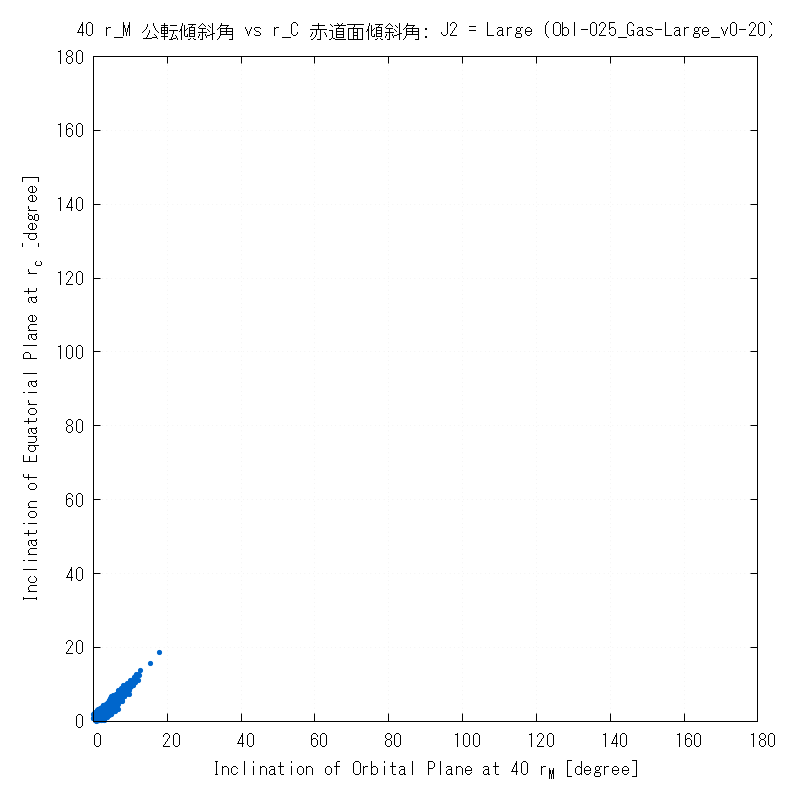 40 r_M 公転傾斜角 vs r_C 赤道面傾斜角: J2 = Large (Obl-025_Gas-Large_v0-20)
180
160
140
120
100
80
60
40
20
0
0 20 40 60 80 100 120 140 160 180
Inclination of Equatorial Plane at r_C [degree]
Inclination of Orbital Plane at 40 r_M [degree]